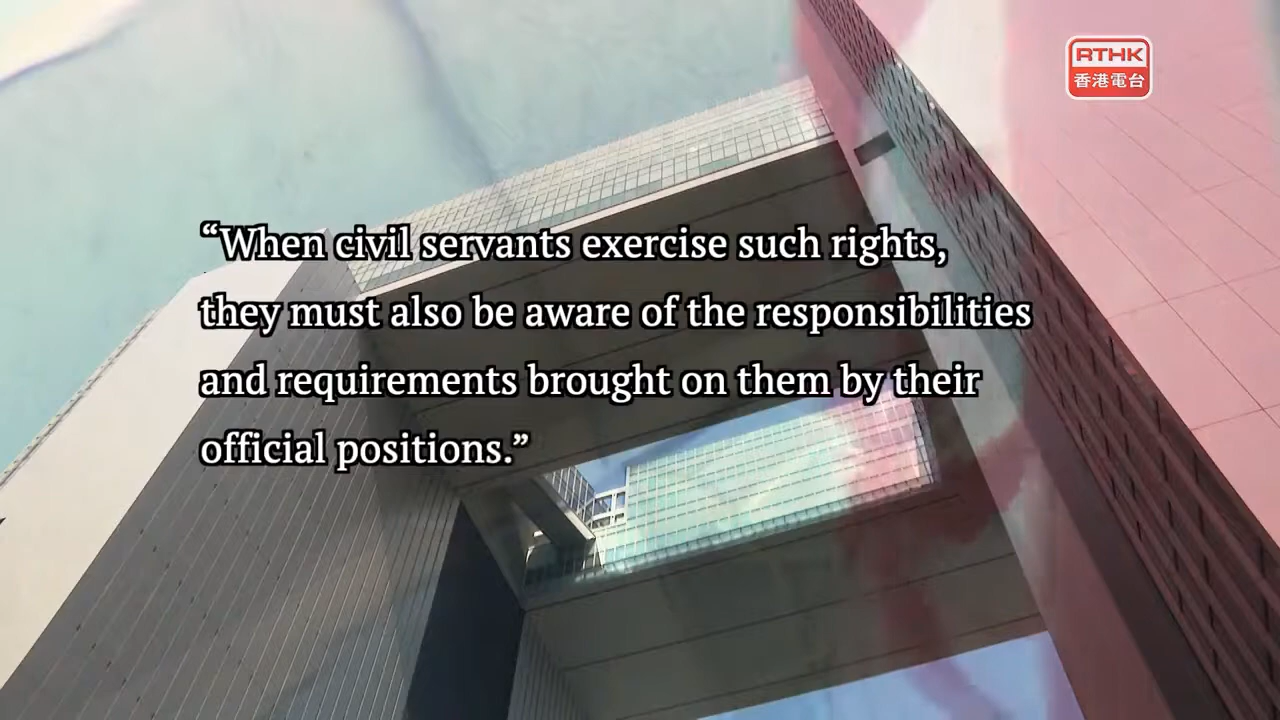 RTHK
香港電台
“When civil servants exercise such rights,
they must also be aware of the responsibilities
and requirements brought on them by their
official positions.”